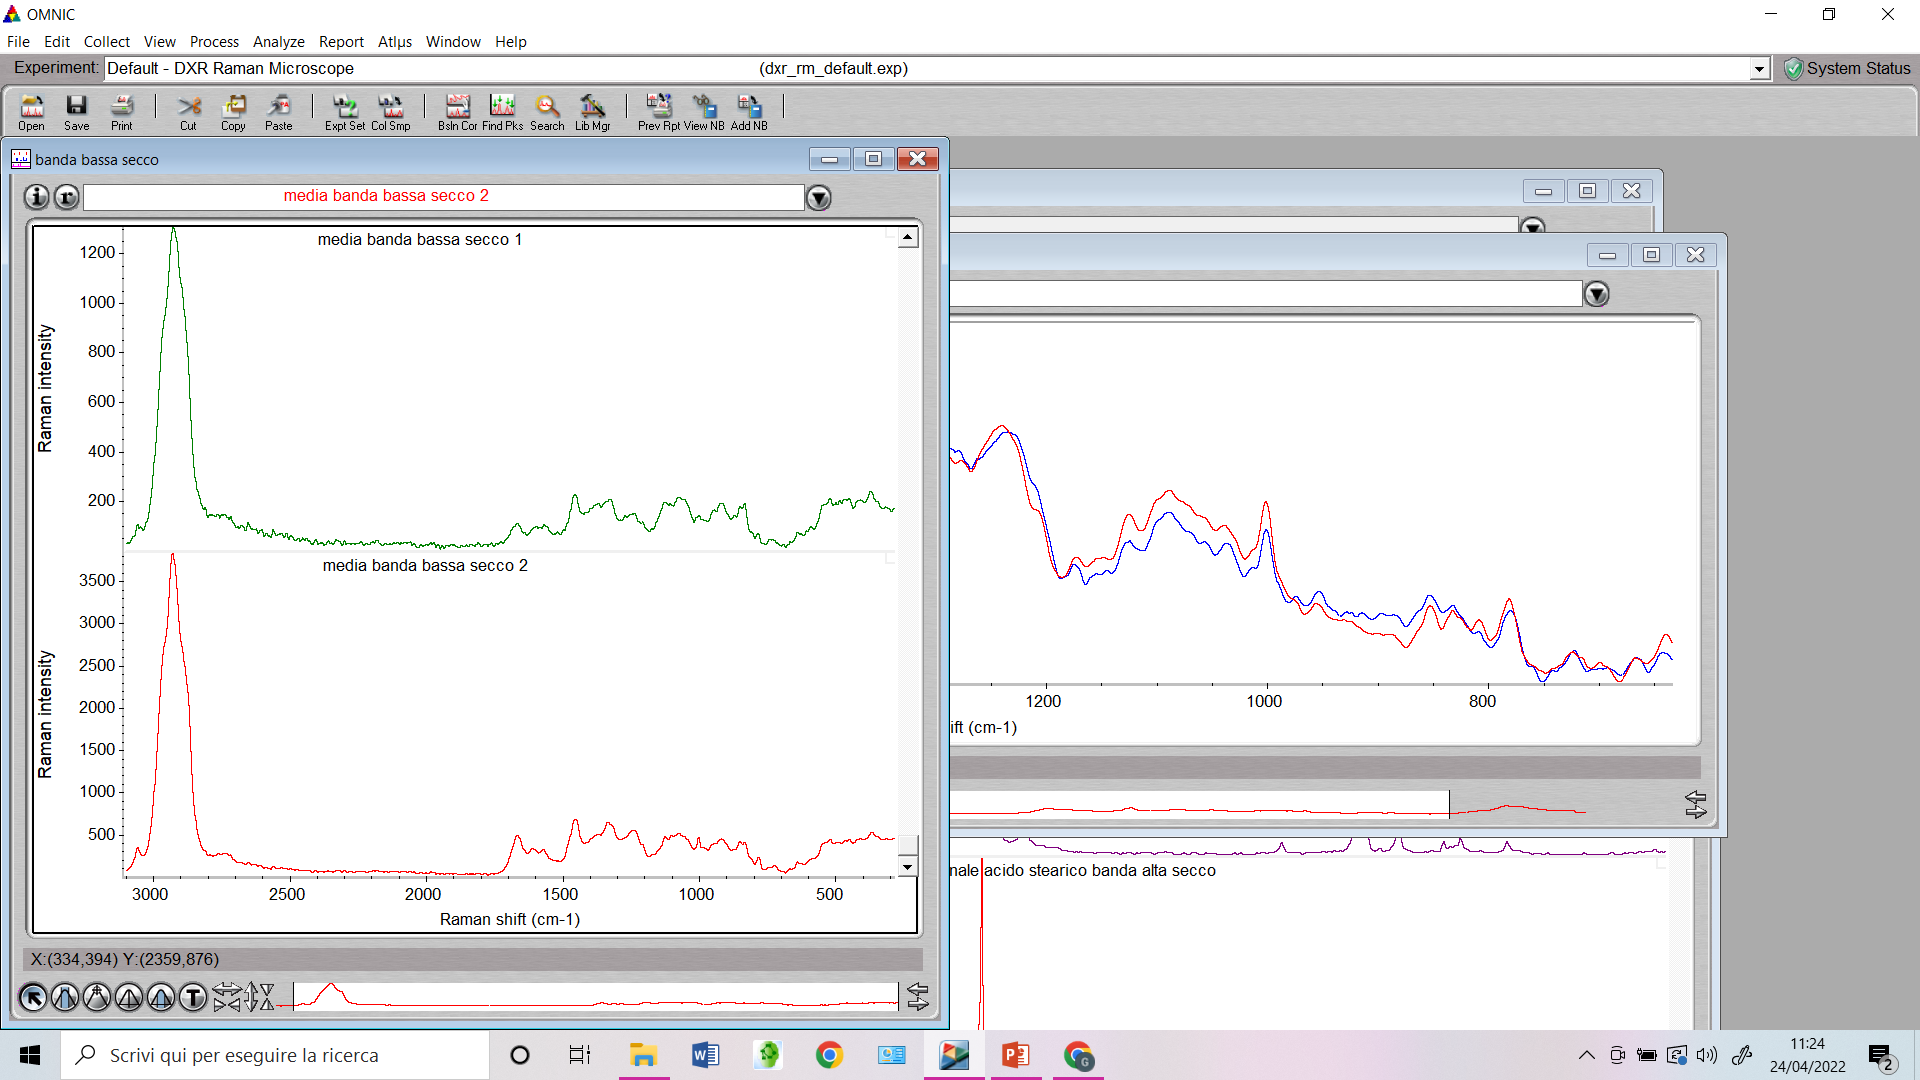 OMNIC
File Edit Collect View Process Analyze Report Atlµs Window Help
Experiment: Default - DXR Raman Microscope (dxr_rm_default.exp) System Status
Open Save Print Cut Copy Paste Expt Set Col Smp Bsln Cor Find Pks Search Lib Mgr Prev Rpt View NB Add NB
banda bassa secco
media banda bassa secco 2
media banda bassa secco 1
1200
1000
800
600
400
200
Raman intensity
media banda bassa secco 2
3500
3000
2500
2000
1500
1000
500
Raman intensity
3000 2500 2000 1500 1000 500
Raman shift (cm-1)
X:(334,394) Y:(2359,876)
T
1200 1000 800
ift (cm-1)
nale acido stearico banda alta secco
Scrivi qui per eseguire la ricerca
11:24
24/04/2022
2